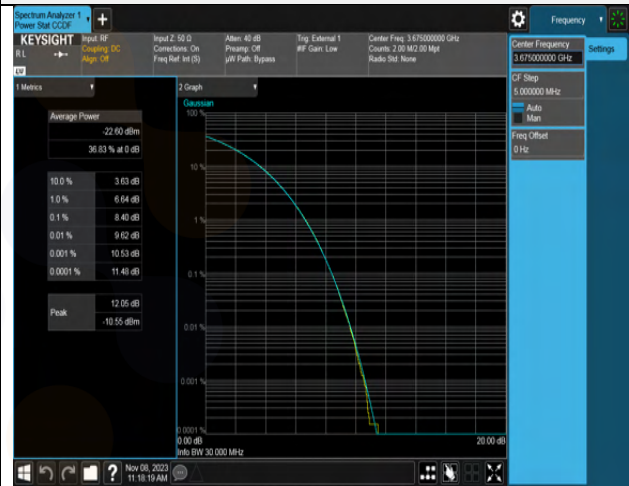 Spectrum Analyzer 1
Power Stat CCDF
Frequency
KEYSIGHT
RL
Input: RF
Coupling: DC
Align: Off
Input Z: 50 Ω
Corrections: On
Freq Ref: Int (S)
Atten: 40 dB
Preamp: Off
µW Path: Bypass
Trig: External 1
#IF Gain: Low
Center Freq: 3.675000000 GHz
Counts: 2.00 M/2.00 Mpt
Radio Std: None
1 Metrics
Average Power
-22.60 dBm
36.83 % at 0 dB
10.0 % 3.63 dB
1.0 % 6.64 dB
0.1 % 8.40 dB
0.01 % 9.62 dB
0.001 % 10.53 dB
0.0001 % 11.48 dB
Peak
12.05 dB
-10.55 dBm
2 Graph
Gaussian
100 %
10 %
1 %
0.1 %
0.01 %
0.001 %
0.0001 %
0.00 dB
20.00 dB
Info BW 30.000 MHz
Center Frequency
3.675000000 GHz
Settings
CF Step
5.000000 MHz
Auto
Man
Freq Offset
0 Hz
?
Nov 08, 2023
11:18:19 AM